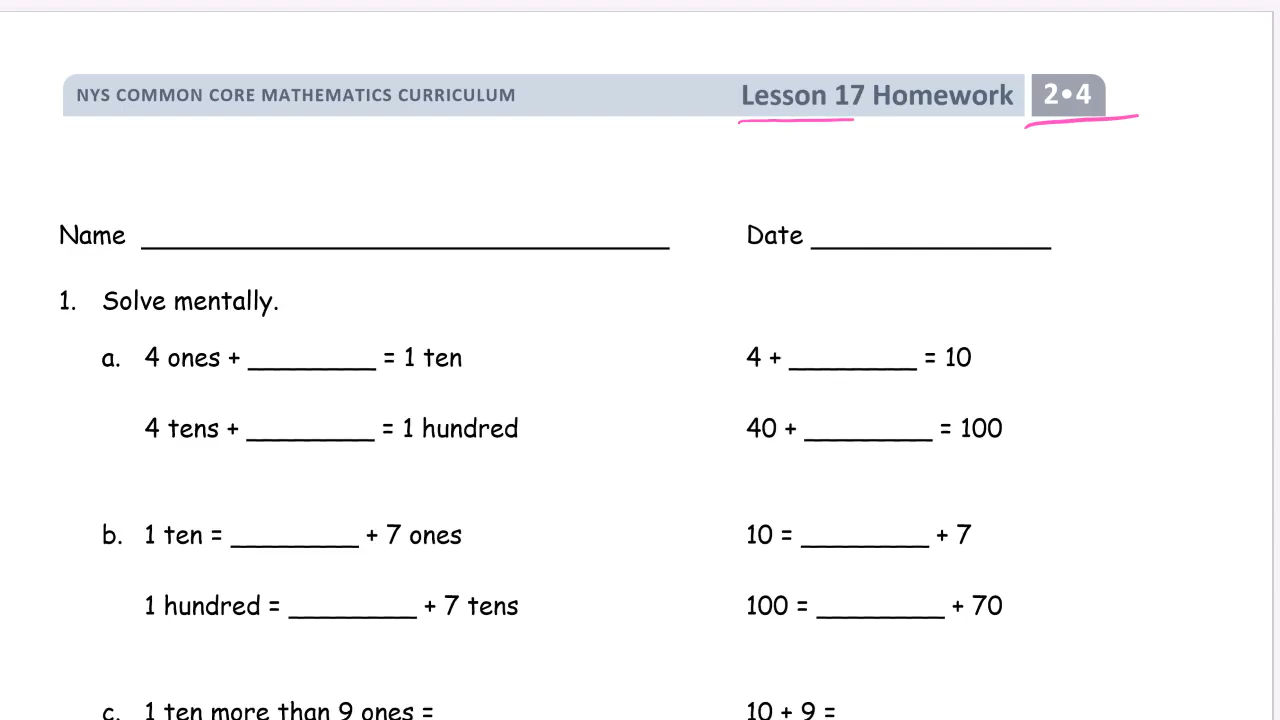 NYS COMMON CORE MATHEMATICS CURRICULUM Lesson 17 Homework 2•4
Name ________________ Date ________________
1. Solve mentally.
a. 4 ones + ________ = 1 ten 4 + ________ = 10
4 tens + ________ = 1 hundred 40 + ________ = 100
b. 1 ten = ________ + 7 ones 10 = ________ + 7
1 hundred = ________ + 7 tens 100 = ________ + 70
c. 1 ten more than 9 ones = 10 + 9 =